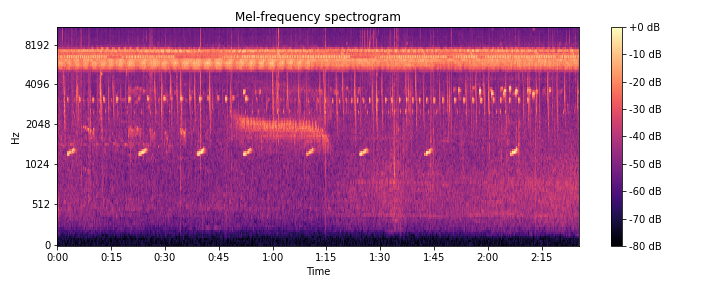 Mel-frequency spectrogram
Hz
8192
4096
2048
1024
512
0
0:00 0:15 0:30 0:45 1:00 1:15 1:30 1:45 2:00 2:15
Time
+0 dB
-10 dB
-20 dB
-30 dB
-40 dB
-50 dB
-60 dB
-70 dB
-80 dB